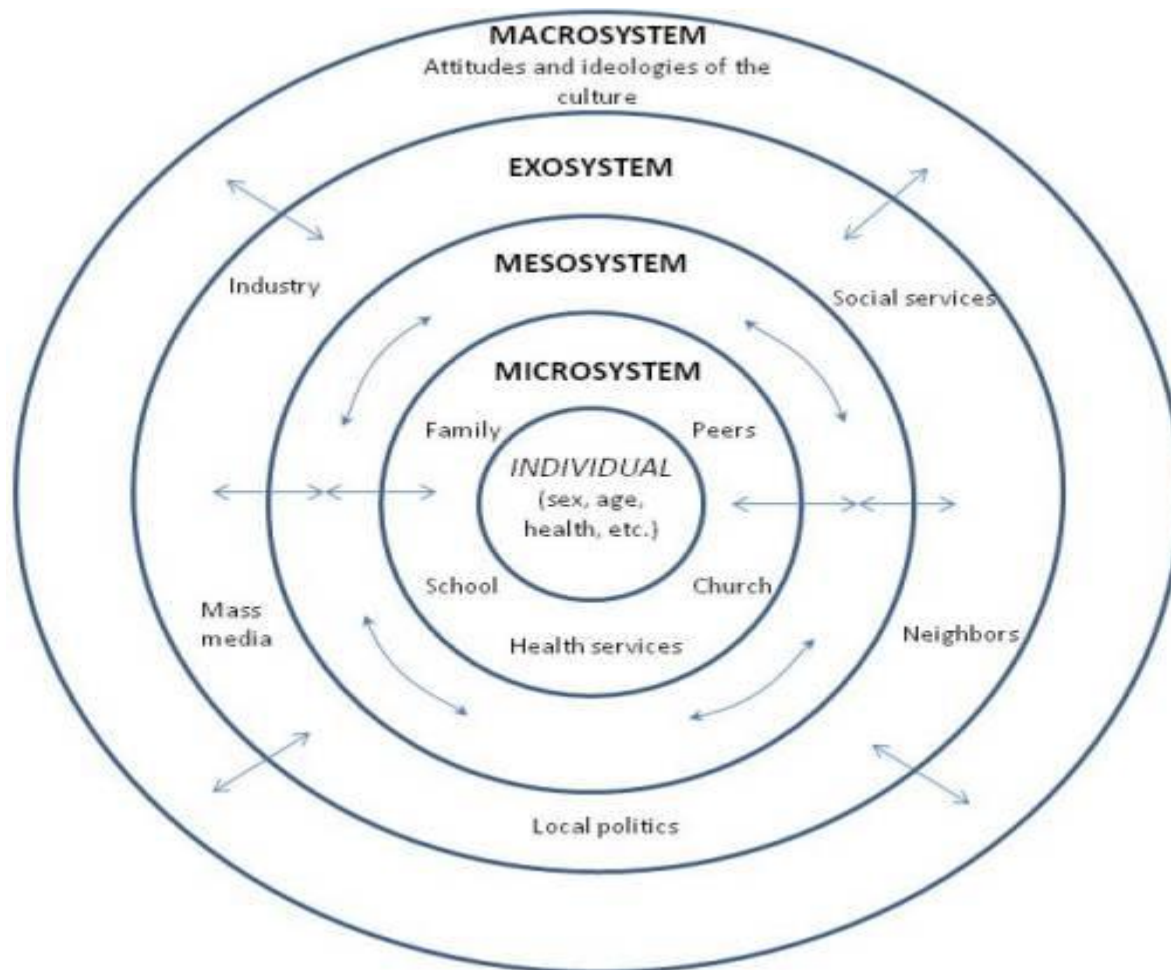 MACROSYSTEM
Attitudes and ideologies of the
culture
EXOSYSTEM
MESOSYSTEM
Industry
Social services
MICROSYSTEM
Family
Peers
INDIVIDUAL
(sex, age,
health, etc.)
School
Church
Mass
media
Neighbors
Health services
Local politics